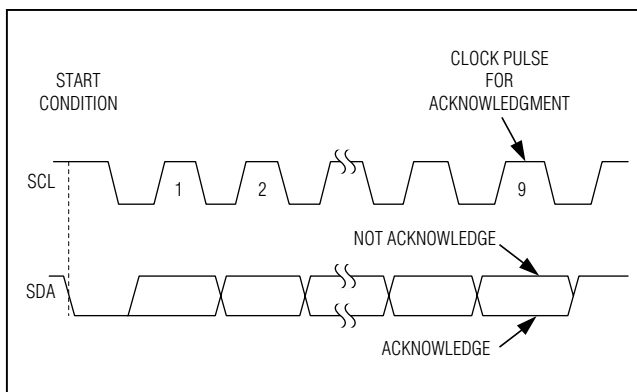 START
CONDITION
CLOCK PULSE
FOR
ACKNOWLEDGMENT
SCL
1
2
9
NOT ACKNOWLEDGE
SDA
ACKNOWLEDGE